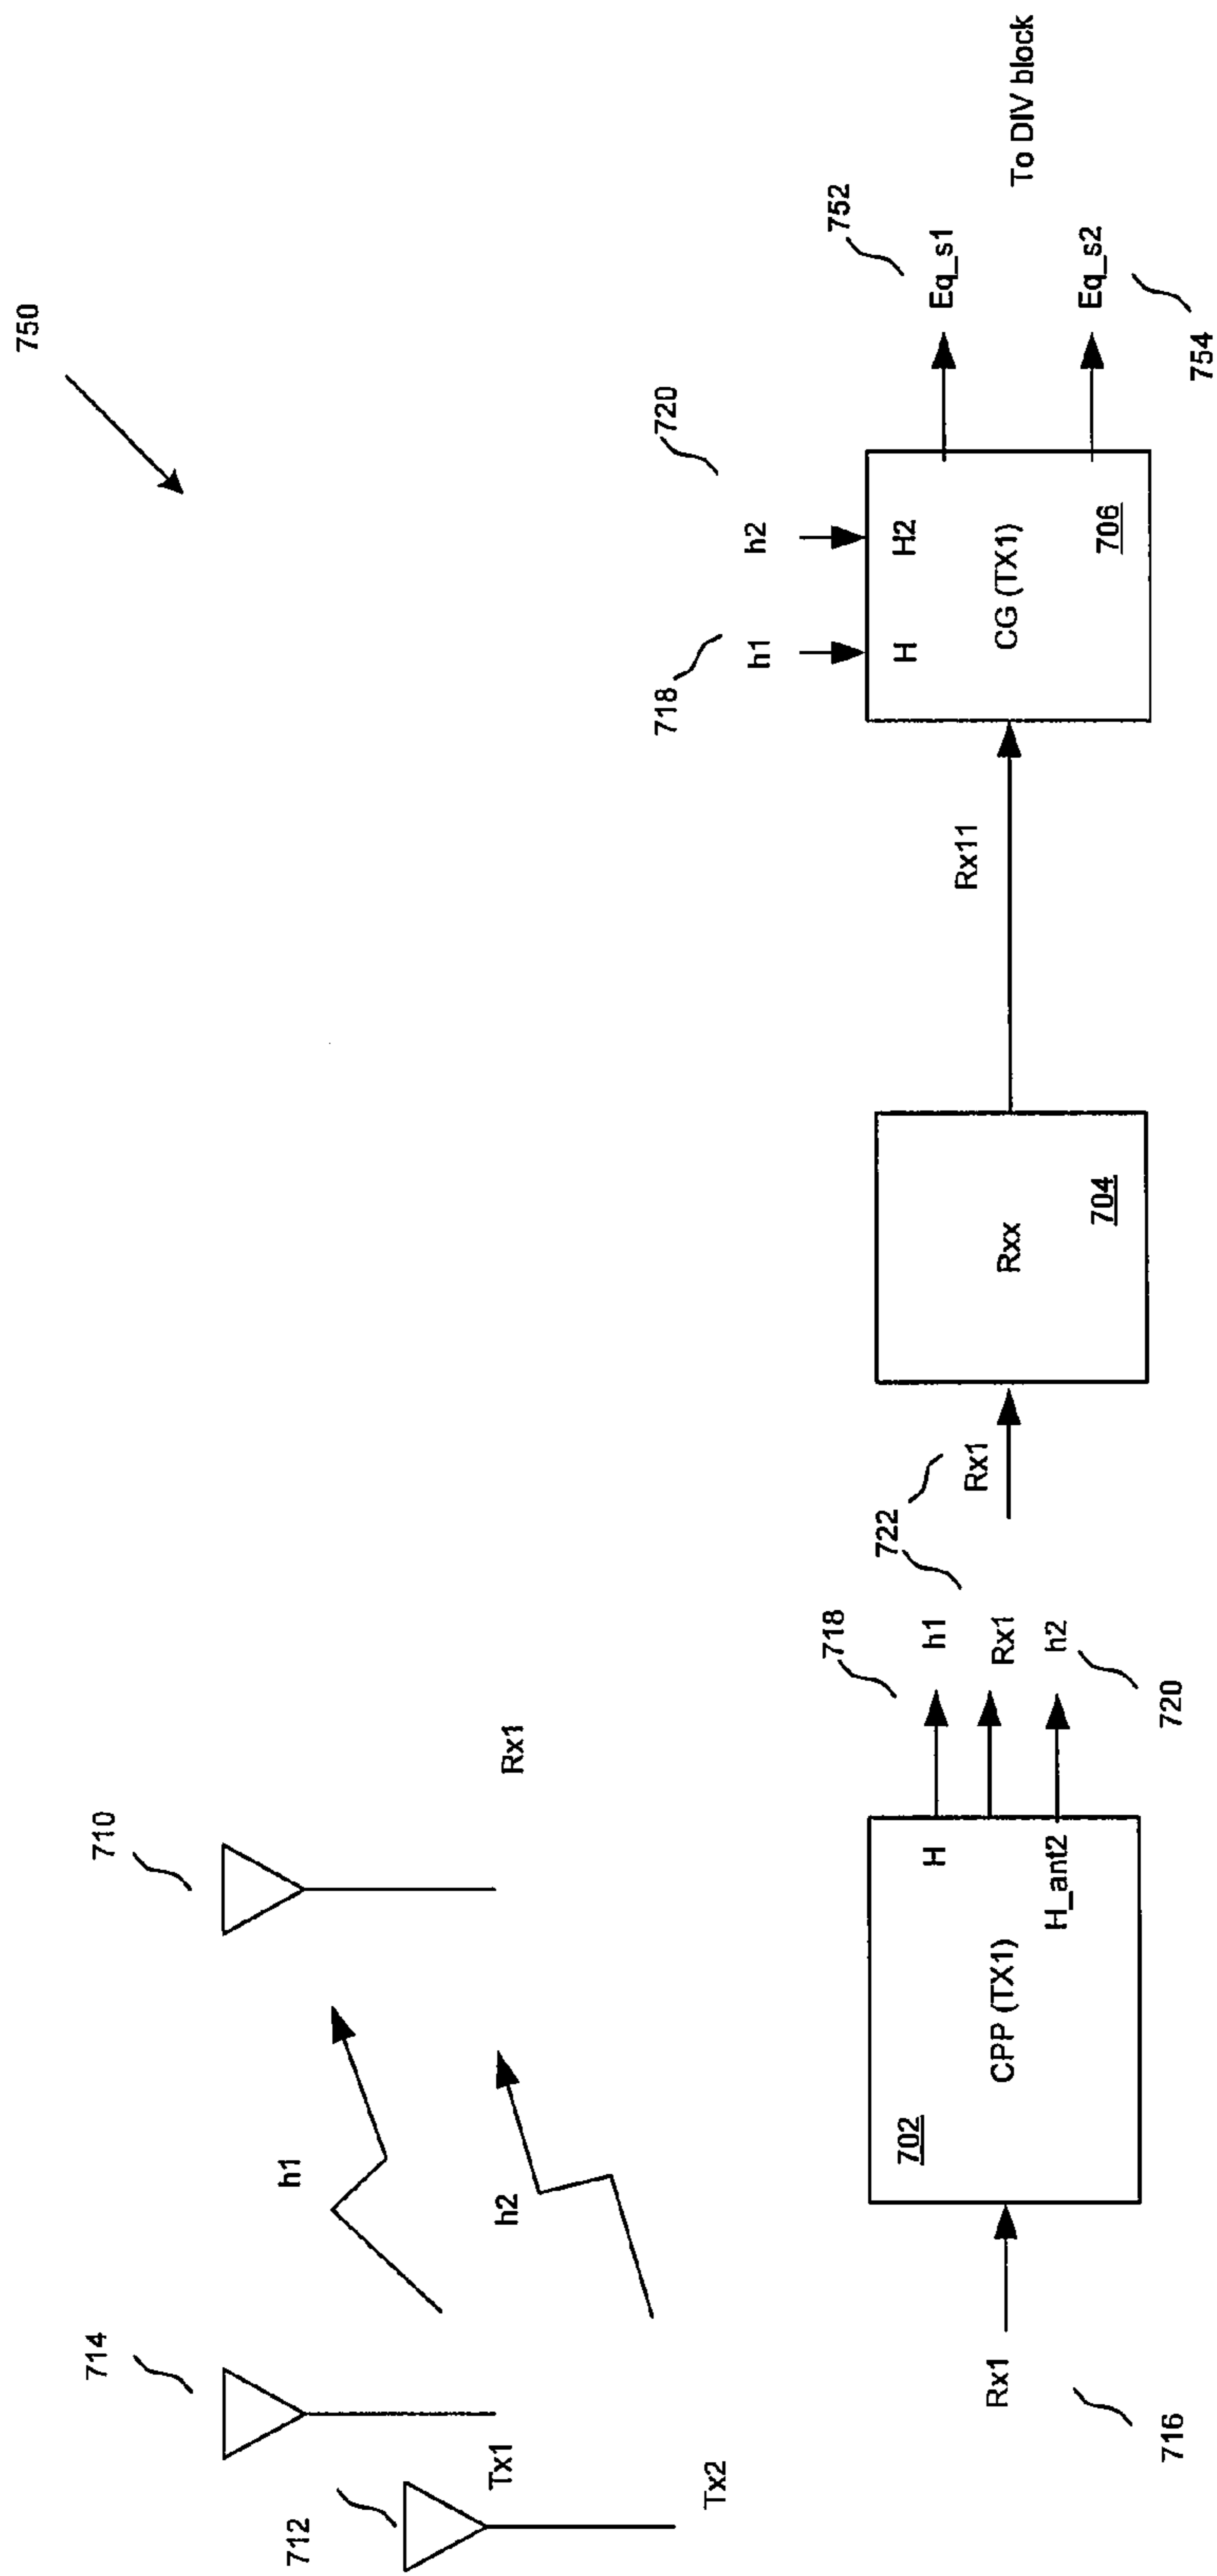 750
714
710
h1
712
Tx1
Rx1
h2
Tx2
718
720
h1
h2
752
718
722
h1
Rx1
Rx11
H
H2
Eq_s1
702
H
Rx1
CPP (TX1)
Rx1
Rxx
CG (TX1)
To DIV block
H_ant2
h2
704
706
Eq_s2
716
720
754